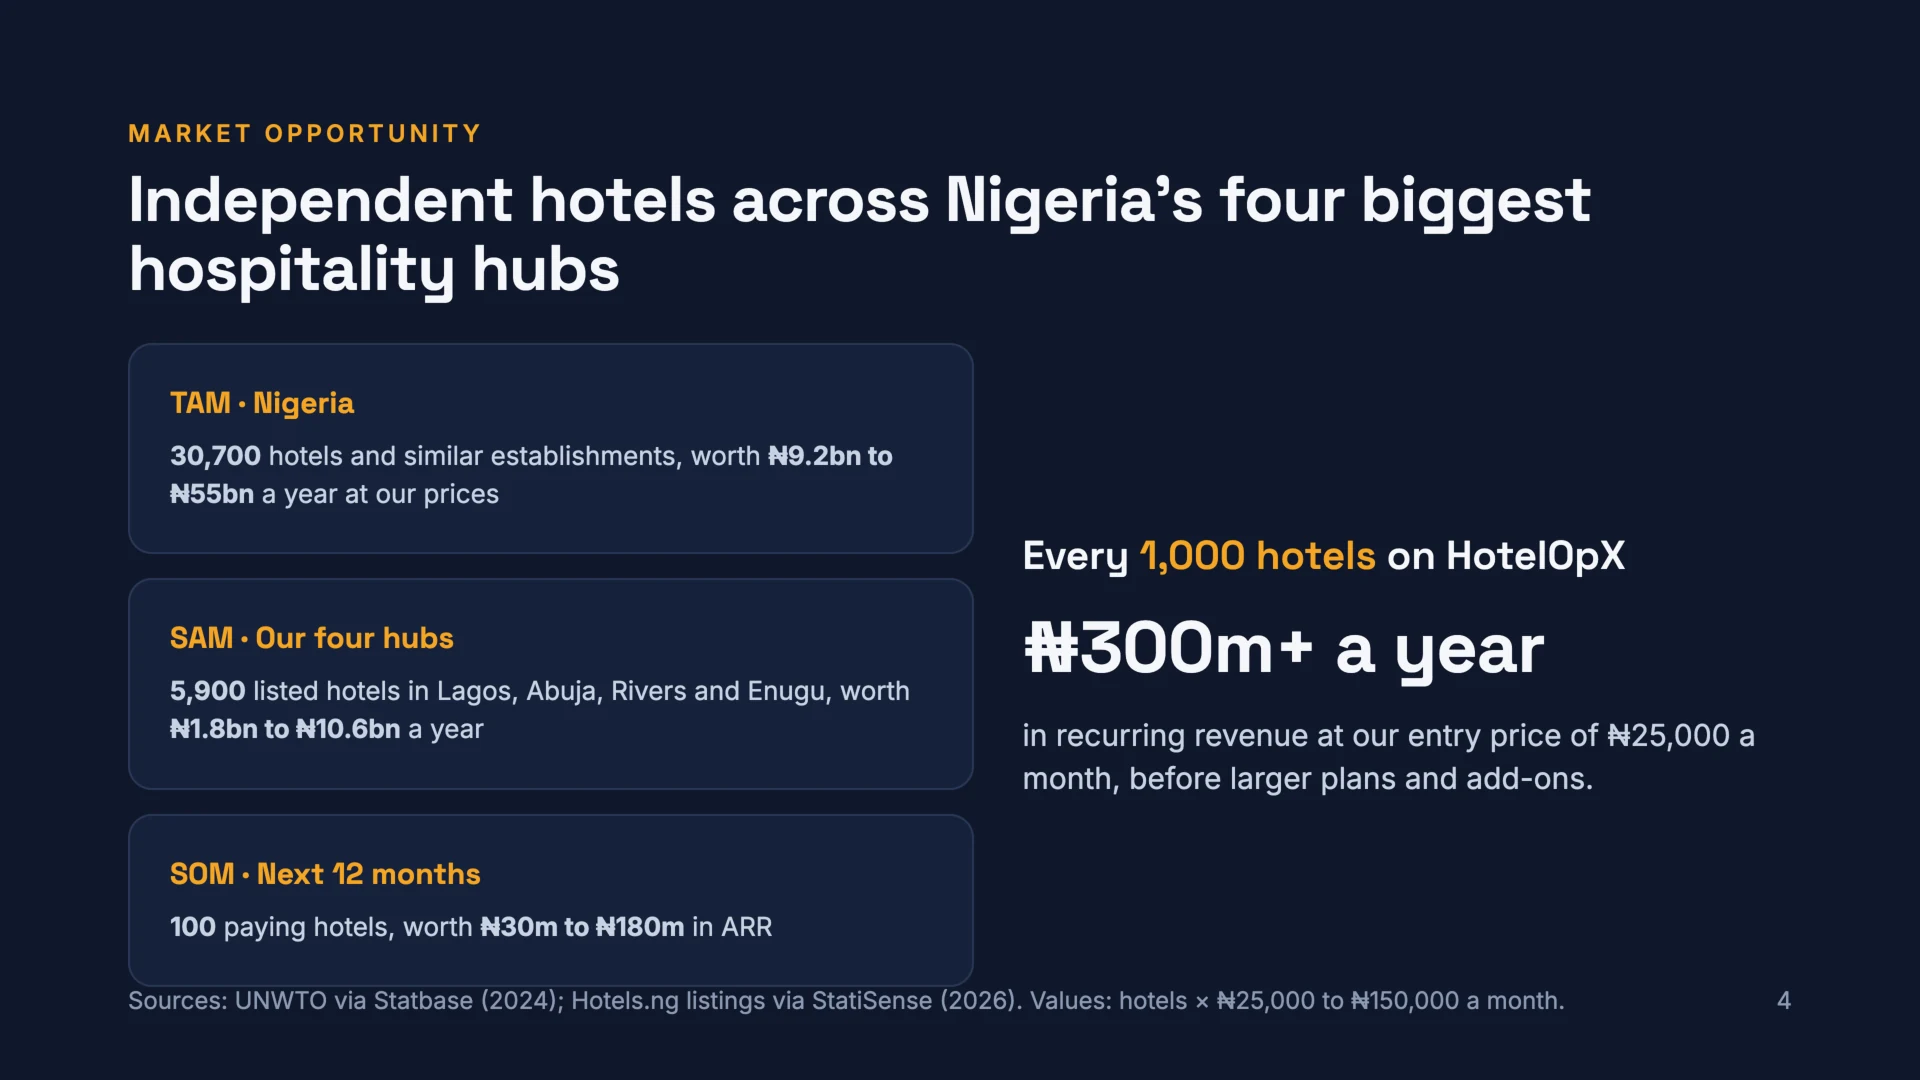 MARKET OPPORTUNITY
Independent hotels across Nigeria’s four biggest
hospitality hubs
TAM · Nigeria
30,700 hotels and similar establishments, worth ₦9.2bn to
₦55bn a year at our prices
SAM · Our four hubs
5,900 listed hotels in Lagos, Abuja, Rivers and Enugu, worth
₦1.8bn to ₦10.6bn a year
SOM · Next 12 months
100 paying hotels, worth ₦30m to ₦180m in ARR
Every 1,000 hotels on HotelOpX
₦300m+ a year
in recurring revenue at our entry price of ₦25,000 a
month, before larger plans and add-ons.
Sources: UNWTO via Statbase (2024); Hotels.ng listings via StatiSense (2026). Values: hotels × ₦25,000 to ₦150,000 a month.
4